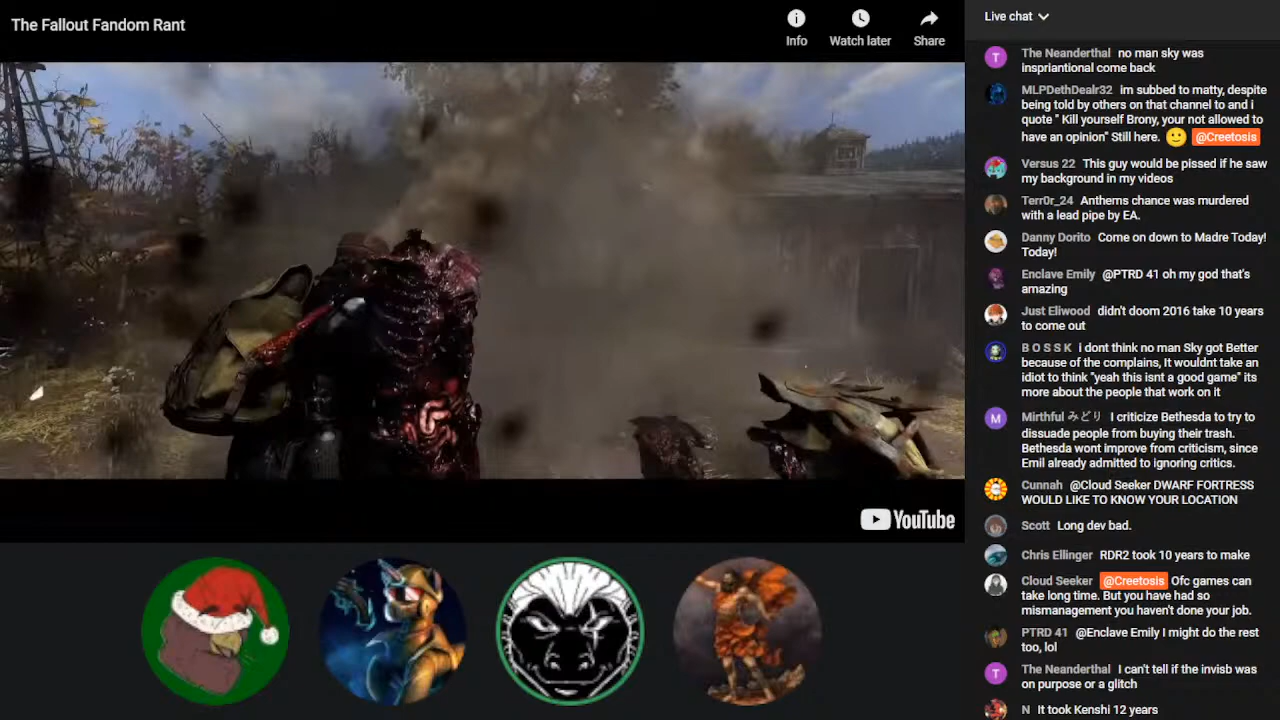 The Fallout Fandom Rant
Info
Watch later
Share
YouTube
Live chat
The Neanderthal no man sky was
inspriantional come back
MLPDethDealr32 im subbed to matty, despite
being told by others on that channel to and i
quote " Kill yourself Brony, your not allowed to
have an opinion" Still here. 🙂 @Creetosis
Versus 22 This guy would be pissed if he saw
my background in my videos
Terr0r_24 Anthems chance was murdered
with a lead pipe by EA.
Danny Dorito Come on down to Madre Today!
Today!
Enclave Emily @PTRD 41 oh my god that's
amazing
Just Eliwood didn't doom 2016 take 10 years
to come out
B O S S K i dont think no man Sky got Better
because of the complains, It wouldnt take an
idiot to think "yeah this isnt a good game" its
more about the people that work on it
Mirthful みどり I criticize Bethesda to try to
dissuade people from buying their trash.
Bethesda wont improve from criticism, since
Emil already admitted to ignoring critics.
Cunnah @Cloud Seeker DWARF FORTRESS
WOULD LIKE TO KNOW YOUR LOCATION
Scott Long dev bad.
Chris Ellinger RDR2 took 10 years to make
Cloud Seeker @Creetosis Ofc games can
take long time. But you have had so
mismanagement you haven't done your job.
PTRD 41 @Enclave Emily I might do the rest
too, lol
The Neanderthal I can't tell if the invisb was
on purpose or a glitch
N It took Kenshi 12 years
T
M
T